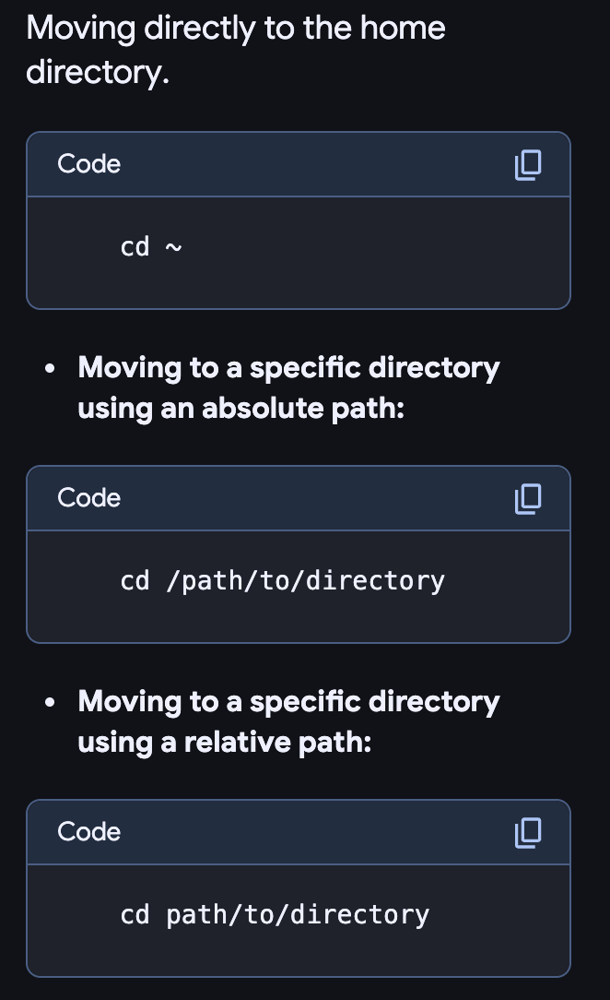 Moving directly to the home
directory.
Code
cd ~
• Moving to a specific directory
using an absolute path:
Code
cd /path/to/directory
• Moving to a specific directory
using a relative path:
Code
cd path/to/directory